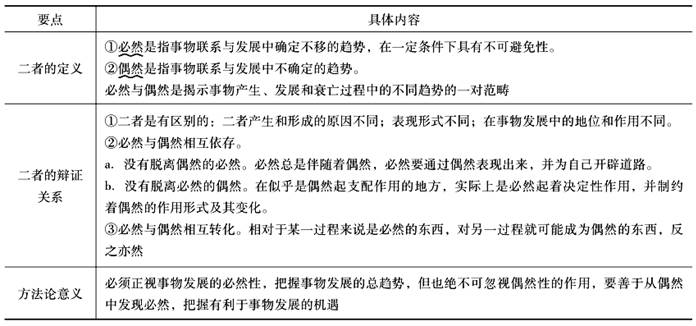 要点
具体内容
二者的定义
①必然是指事物联系与发展中确定不移的趋势，在一定条件下具有不可避免性。
②偶然是指事物联系与发展中不确定的趋势。
必然与偶然是揭示事物产生、发展和衰亡过程中的不同趋势的一对范畴
二者的辩证
关系
①二者是有区别的：二者产生和形成的原因不同；表现形式不同；在事物发展中的地位和作用不同。
②必然与偶然相互依存。
a．没有脱离偶然的必然。必然总是伴随着偶然，必然要通过偶然表现出来，并为自己开辟道路。
b．没有脱离必然的偶然。在似乎是偶然起支配作用的地方，实际上是必然起着决定性作用，并制约
着偶然的作用形式及其变化。
③必然与偶然相互转化。相对于某一过程来说是必然的东西，对另一过程就可能成为偶然的东西，反
之亦然
方法论意义
必须正视事物发展的必然性，把握事物发展的总趋势，但也绝不可忽视偶然性的作用，要善于从偶然
中发现必然，把握有利于事物发展的机遇